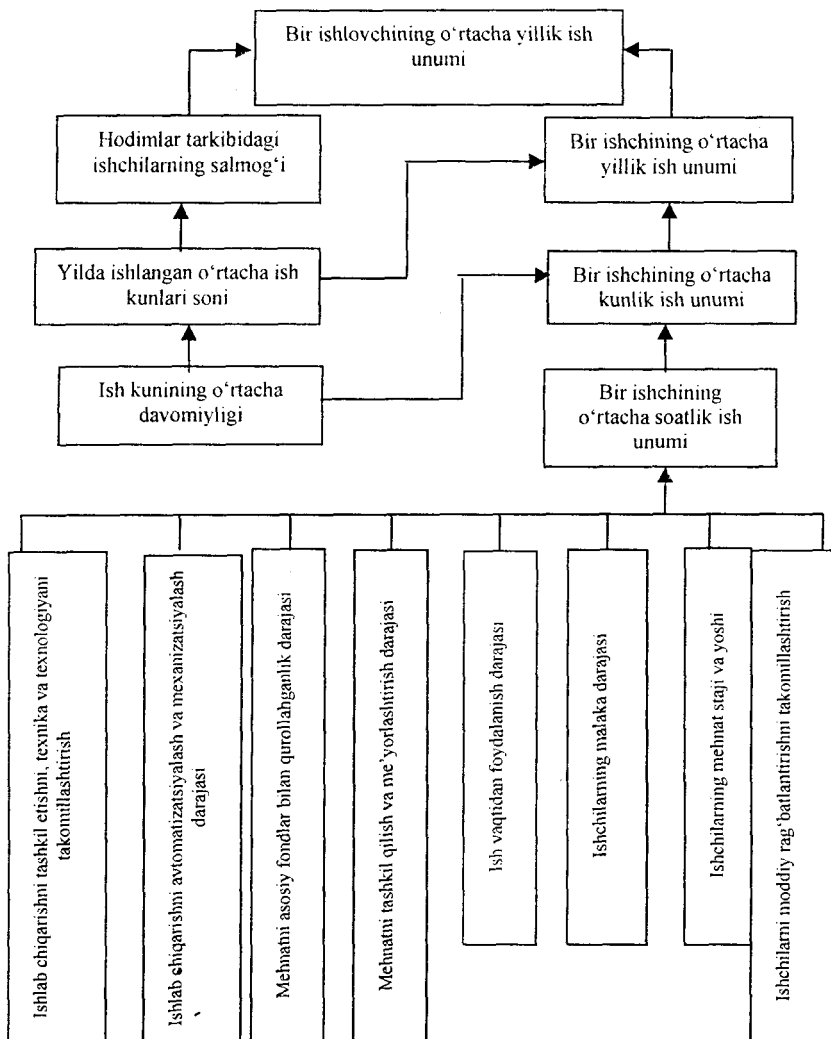 Bir ishlovchining o‘rtacha yillik ish
unumi
Hodimlar tarkibidagi
ishchilarning salmog‘i
Bir ishchining o‘rtacha
yillik ish unumi
Yilda ishlangan o‘rtacha ish
kunlari soni
Bir ishchining o‘rtacha
kunlik ish unumi
Ish kunining o‘rtacha
davomiyligi
Bir ishchining
o‘rtacha soatlik ish
unumi
Ishlab chiqarishni tashkil etishni, texnika va texnologiyani
takomillashtirish
Ishlab chiqarishni avtomatizatsiyalash va mexanizatsiyalash
darajasi
Mehnatni asosiy fondlar bilan qurollahganlik darajasi
Mehnatni tashkil qilish va me’yorlashtirish darajasi
Ish vaqtidan foydalanish darajasi
Ishchilarning malaka darajasi
Ishchilarning mehnat staji va yoshi
Ishchilarni moddiy rag‘batlantirishni takomillashtirish